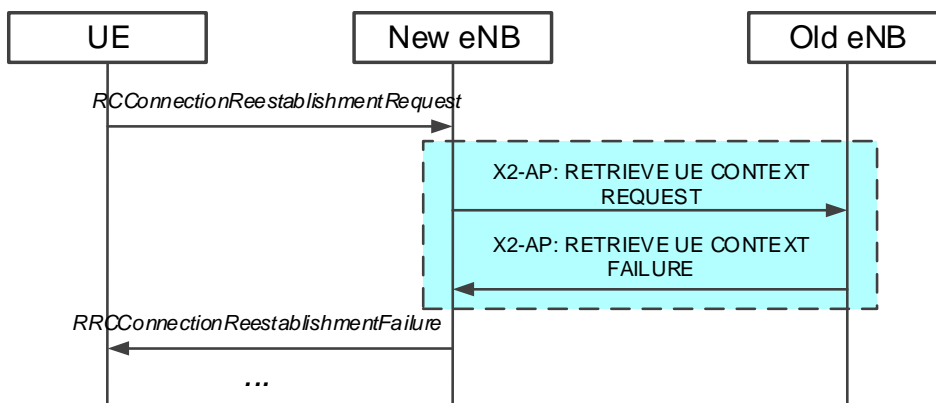 UE New eNB Old eNB
RCConnectionReestablishmentRequest
X2-AP: RETRIEVE UE CONTEXT
REQUEST
X2-AP: RETRIEVE UE CONTEXT
FAILURE
RRCConnectionReestablishmentFailure
...